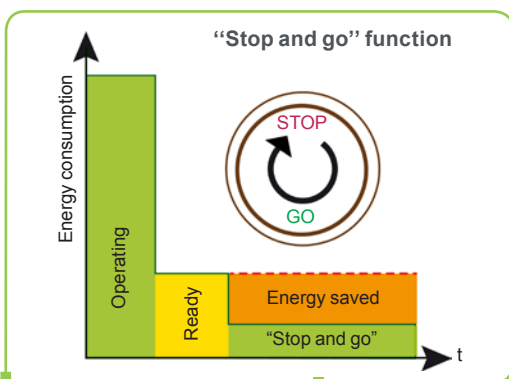 “Stop and go” function
Energy consumption
STOP
GO
Operating
Ready
Energy saved
“Stop and go”
t